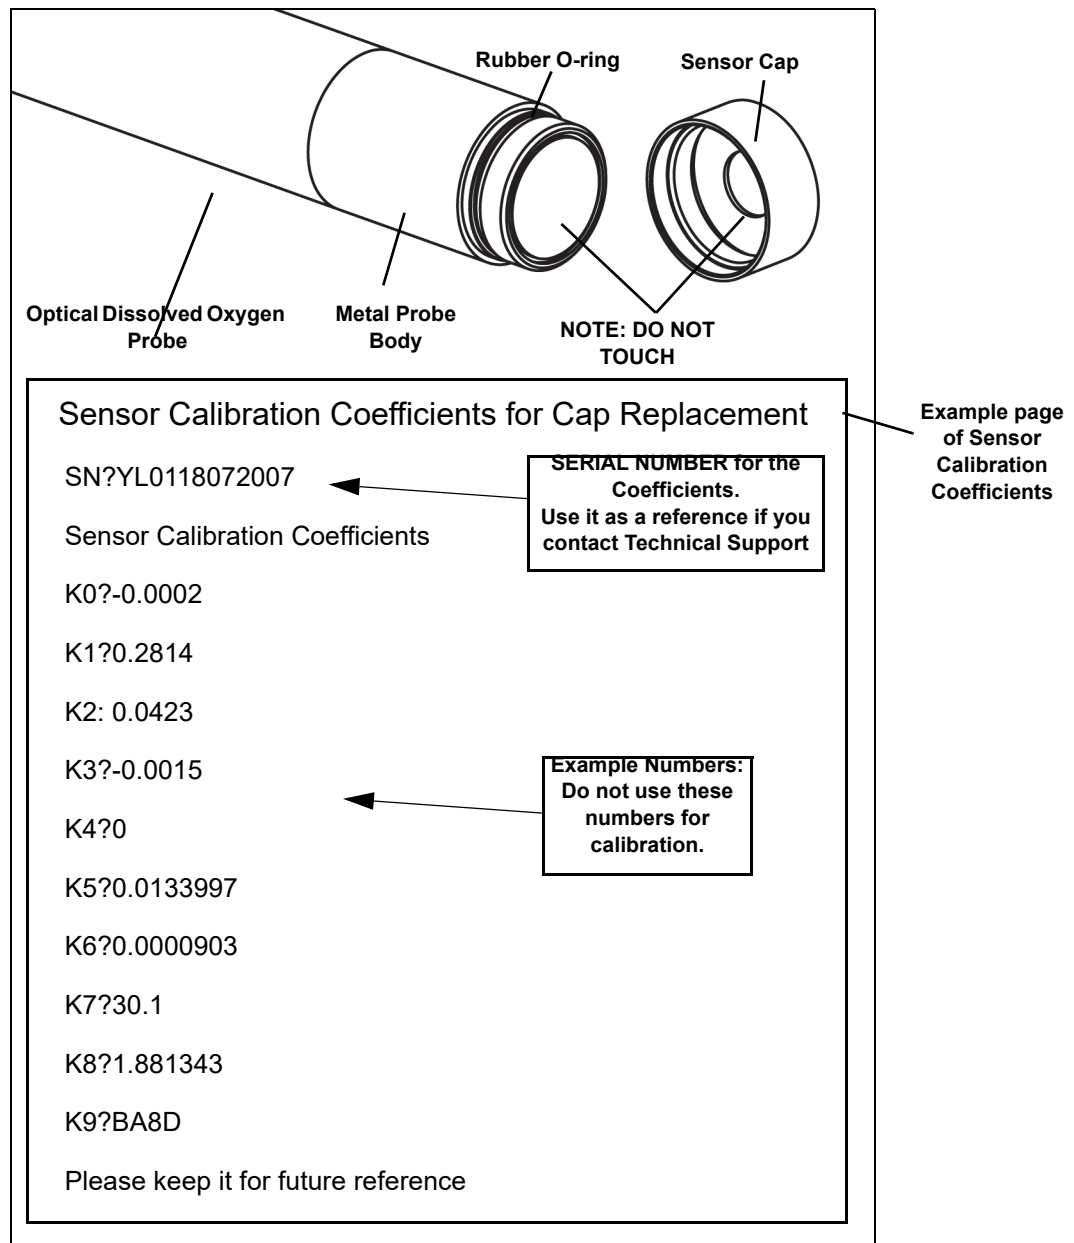 Rubber O-ring
Sensor Cap
Optical Dissolved Oxygen
Probe
Metal Probe
Body
NOTE: DO NOT
TOUCH
Sensor Calibration Coefficients for Cap Replacement
Example page
of Sensor
Calibration
Coefficients
SN?YL0118072007
SERIAL NUMBER for the
Coefficients.
Use it as a reference if you
contact Technical Support
Sensor Calibration Coefficients
K0?-0.0002
K1?0.2814
K2: 0.0423
K3?-0.0015
Example Numbers:
Do not use these
numbers for
calibration.
K4?0
K5?0.0133997
K6?0.0000903
K7?30.1
K8?1.881343
K9?BA8D
Please keep it for future reference